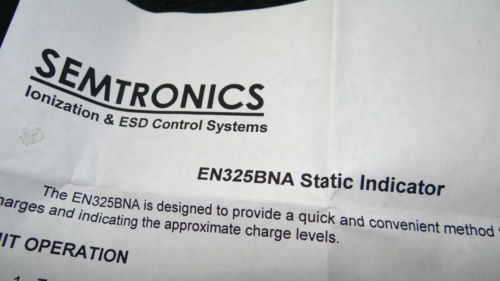 SEMTRONICS
Ionization & ESD Control Systems
EN325BNA Static Indicator
The EN325BNA is designed to provide a quick and convenient method
harges and indicating the approximate charge levels.
IT OPERATION